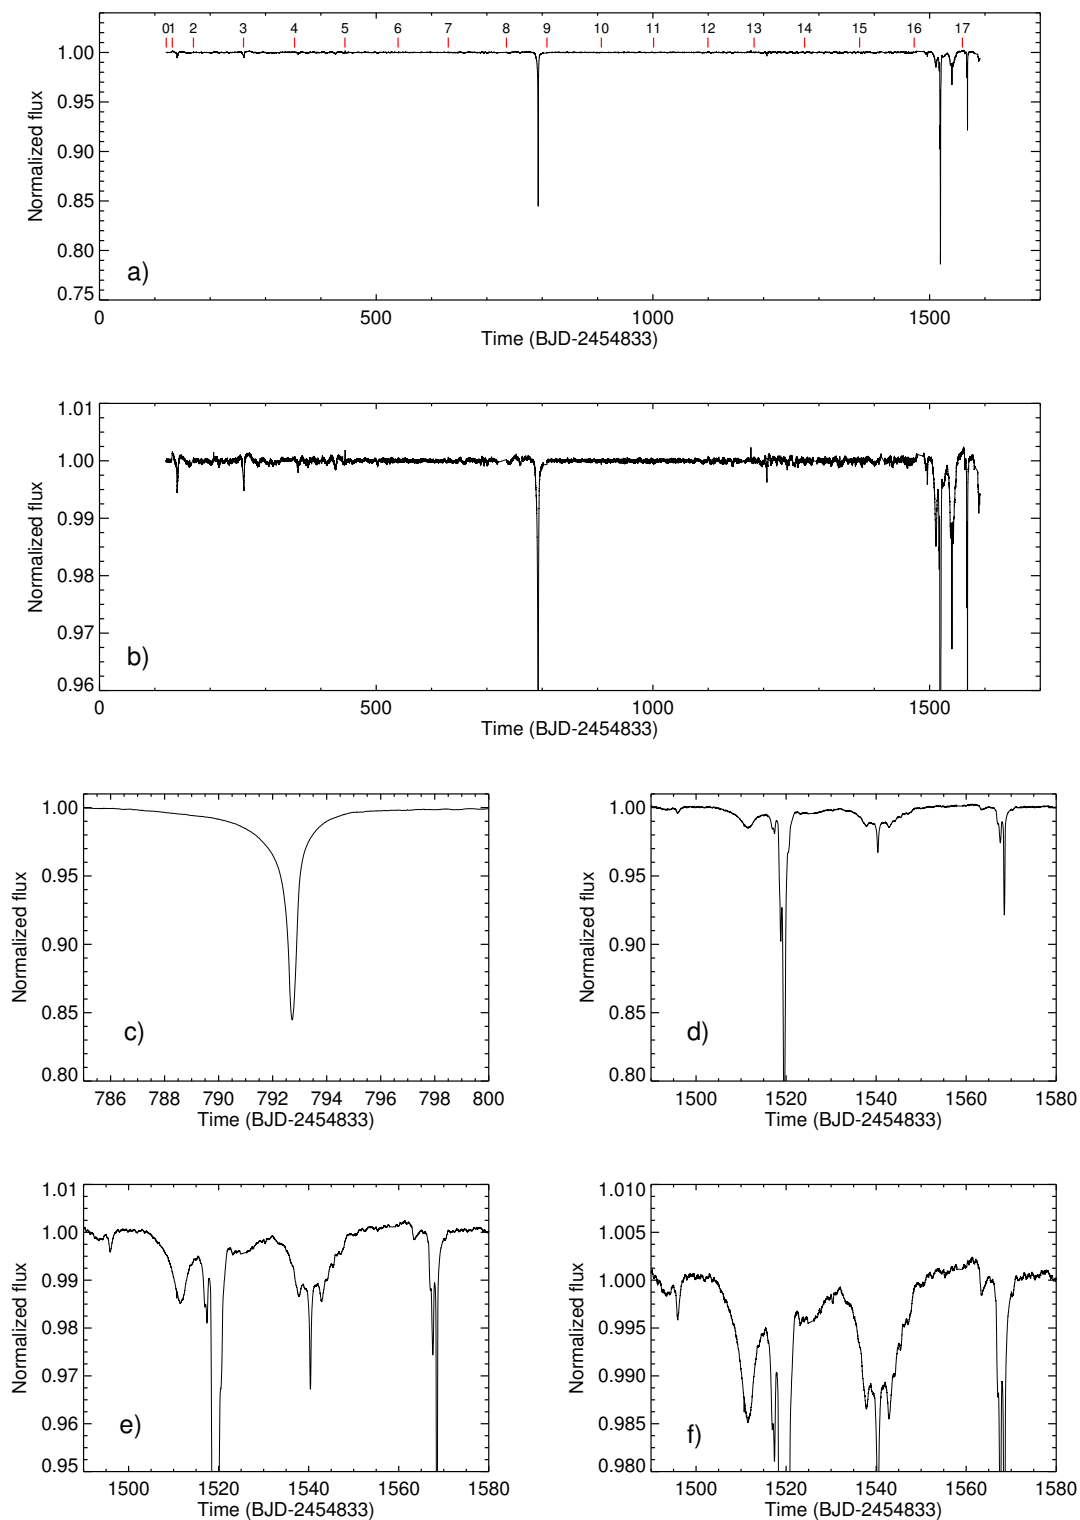 1.00
0.95
0.90
0.85
0.80
0.75
Normalized flux
01 2 3 4 5 6 7 8 9 10 11 12 13 14 15 16 17
a)
0 500 1000 1500
Time (BJD-2454833)
1.01
1.00
0.99
0.98
0.97
0.96
Normalized flux
b)
0 500 1000 1500
Time (BJD-2454833)
1.00
0.95
0.90
0.85
0.80
Normalized flux
c)
786 788 790 792 794 796 798 800
Time (BJD-2454833)
1.00
0.95
0.90
0.85
0.80
Normalized flux
d)
1500 1520 1540 1560 1580
Time (BJD-2454833)
1.01
1.00
0.99
0.98
0.97
0.96
0.95
Normalized flux
e)
1500 1520 1540 1560 1580
Time (BJD-2454833)
1.010
1.005
1.000
0.995
0.990
0.985
0.980
Normalized flux
f)
1500 1520 1540 1560 1580
Time (BJD-2454833)